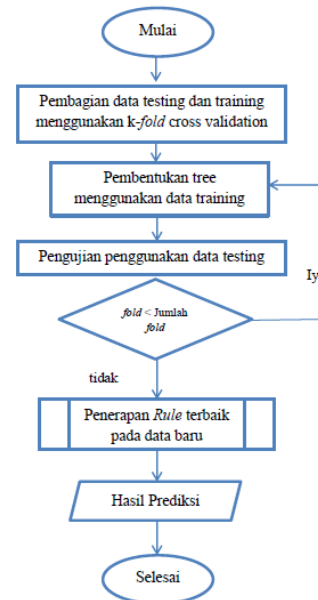 Mulai
Pembagian data testing dan training
menggunakan k-fold cross validation
Pembentukan tree
menggunakan data training
Pengujian penggunakan data testing
Iy
fold < Jumlah
fold
tidak
Penerapan Rule terbaik
pada data baru
Hasil Prediksi
Selesai